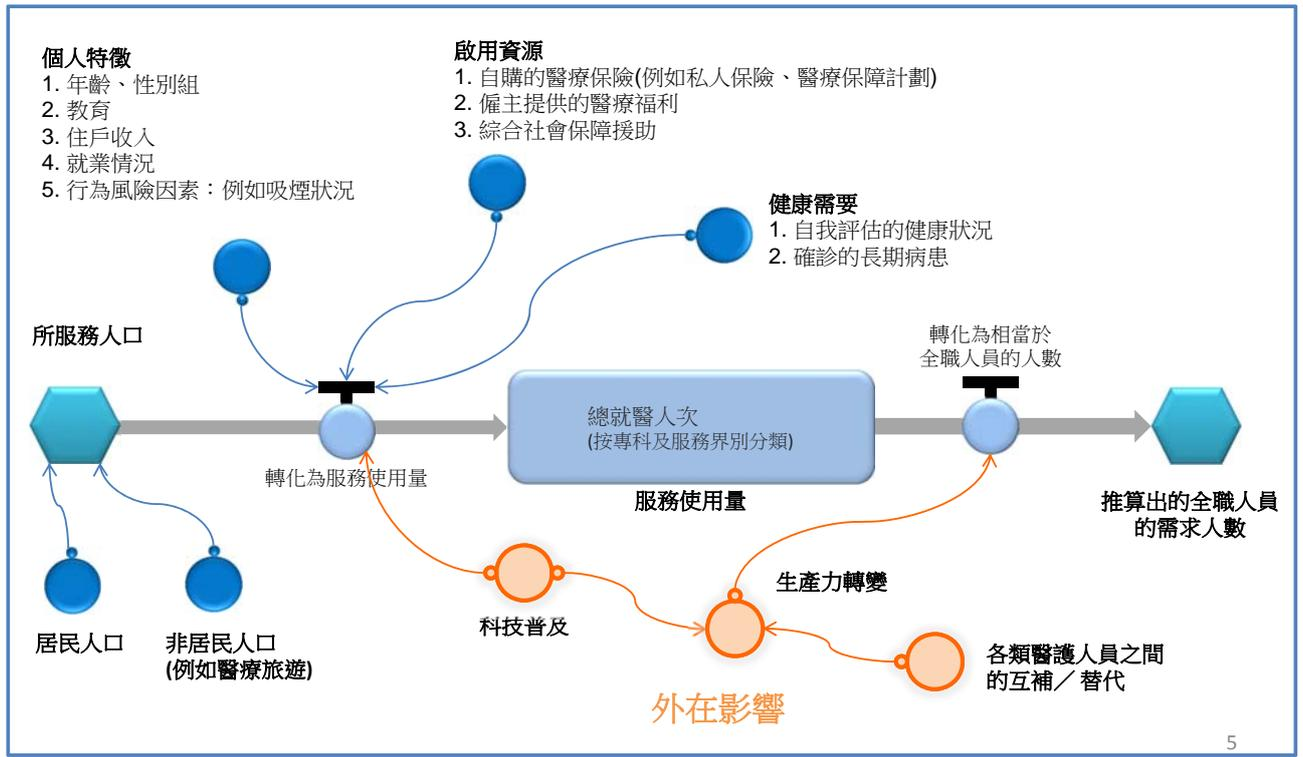 個人特徵
1. 年齡、性別組
2. 教育
3. 住戶收入
4. 就業情況
5. 行為風險因素：例如吸煙狀況
啟用資源
1. 自購的醫療保險(例如私人保險、醫療保障計劃)
2. 僱主提供的醫療福利
3. 綜合社會保障援助
健康需要
1. 自我評估的健康狀況
2. 確診的長期病患
所服務人口
轉化為相當於
全職人員的人數
總就醫人次
(按專科及服務界別分類)
轉化為服務使用量
服務使用量
推算出的全職人員
的需求人數
生產力轉變
科技普及
居民人口
非居民人口
(例如醫療旅遊)
各類醫護人員之間
的互補／替代
外在影響
5